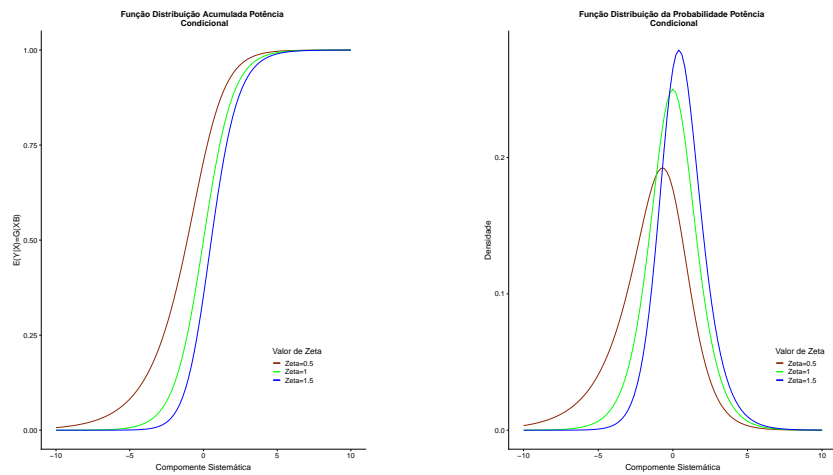 Função Distribuição Acumulada Potência
Condicional
1.00
0.75
0.50
0.25
0.00
E(Y|X)=G(XB)
Valor de Zeta
Zeta=0.5
Zeta=1
Zeta=1.5
−10
−5
0
5
10
Compomente Sistemática
Função Distribuição da Probabilidade Potência
Condicional
0.2
0.1
0.0
Densidade
Valor de Zeta
Zeta=0.5
Zeta=1
Zeta=1.5
−10
−5
0
5
10
Compomente Sistemática